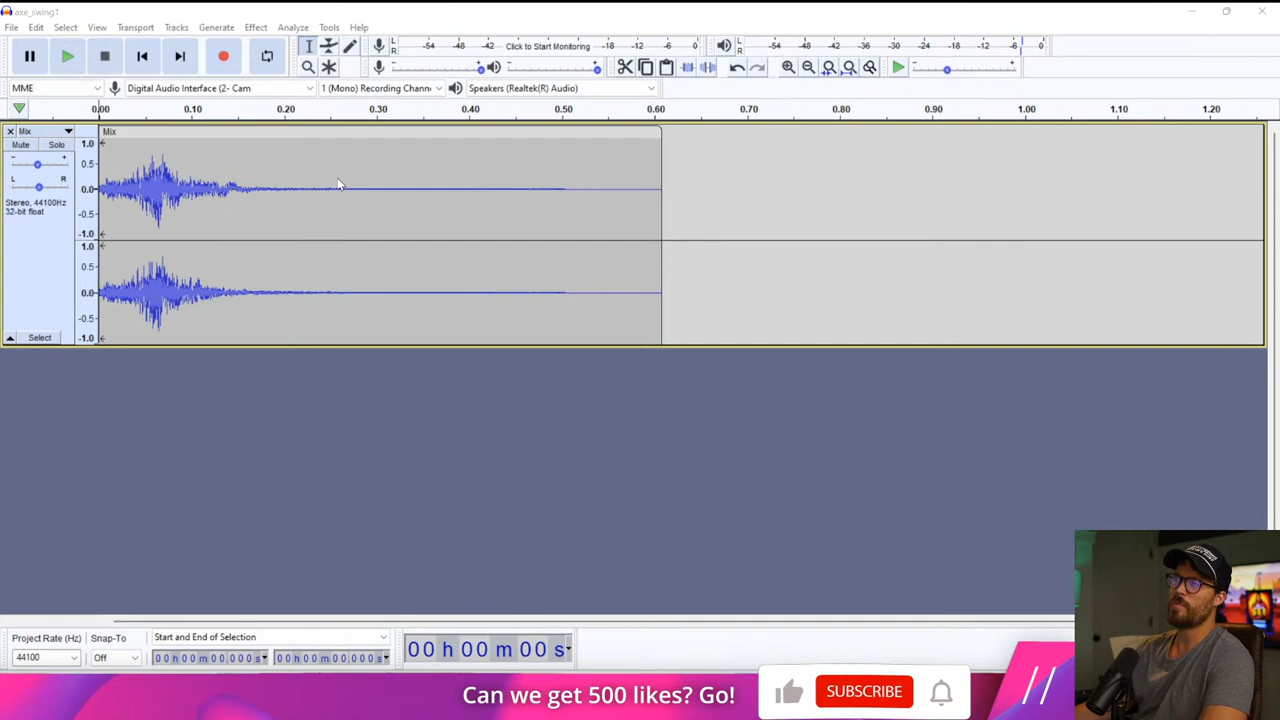 axe_swing1
File Edit Select View Transport Tracks Generate Effect Analyze Tools Help
L R -54 -48 -42 Click to Start Monitoring -18 -12 -6 0
L R -54 -48 -42 -36 -30 -24 -18 -12 -6 0
MME Digital Audio Interface (2- Cam 1 (Mono) Recording Chann Speakers (Realtek(R) Audio)
0.00 0.10 0.20 0.30 0.40 0.50 0.60 0.70 0.80 0.90 1.00 1.10 1.20
Mix
Mute Solo
- +
L R
Stereo, 44100Hz
32-bit float
Select
Mix
1.0
0.5
0.0
-0.5
-1.0
1.0
0.5
0.0
-0.5
-1.0
Project Rate (Hz) Snap-To Start and End of Selection
44100 Off 00 h 00 m 00.000 s 00 h 00 m 00.000 s
00 h 00 m 00 s
Can we get 500 likes? Go!
SUBSCRIBE
//